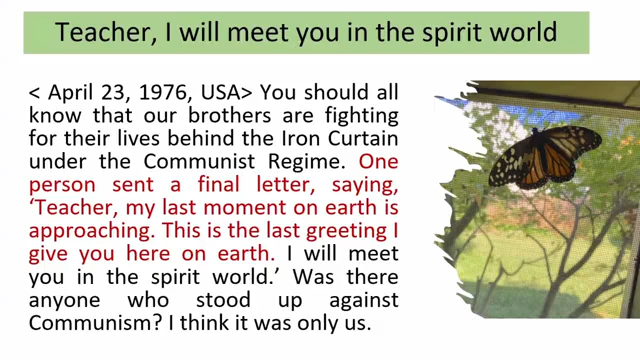 Teacher, I will meet you in the spirit world
< April 23, 1976, USA> You should all
know that our brothers are fighting
for their lives behind the Iron Curtain
under the Communist Regime. One
person sent a final letter, saying,
‘Teacher, my last moment on earth is
approaching. This is the last greeting I
give you here on earth. I will meet
you in the spirit world.’ Was there
anyone who stood up against
Communism? I think it was only us.